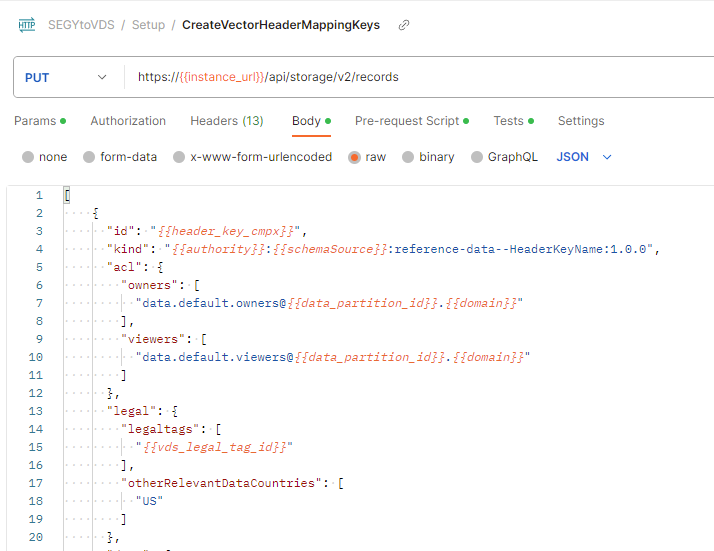 HTTP SEGYtoVDS / Setup / CreateVectorHeaderMappingKeys
PUT https://{{instance_url}}/api/storage/v2/records
Params Authorization Headers (13) Body Pre-request Script Tests Settings
none form-data x-www-form-urlencoded raw binary GraphQL JSON
1 [
2 {
3 "id": "{{header_key_cmpx}}",
4 "kind": "{{authority}}:{{schemaSource}}:reference-data--HeaderKeyName:1.0.0",
5 "acl": {
6 "owners": [
7 "data.default.owners@{{data_partition_id}}.{{domain}}"
8 ],
9 "viewers": [
10 "data.default.viewers@{{data_partition_id}}.{{domain}}"
11 ]
12 },
13 "legal": {
14 "legaltags": [
15 "{{vds_legal_tag_id}}"
16 ],
17 "otherRelevantDataCountries": [
18 "US"
19 ]
20 },